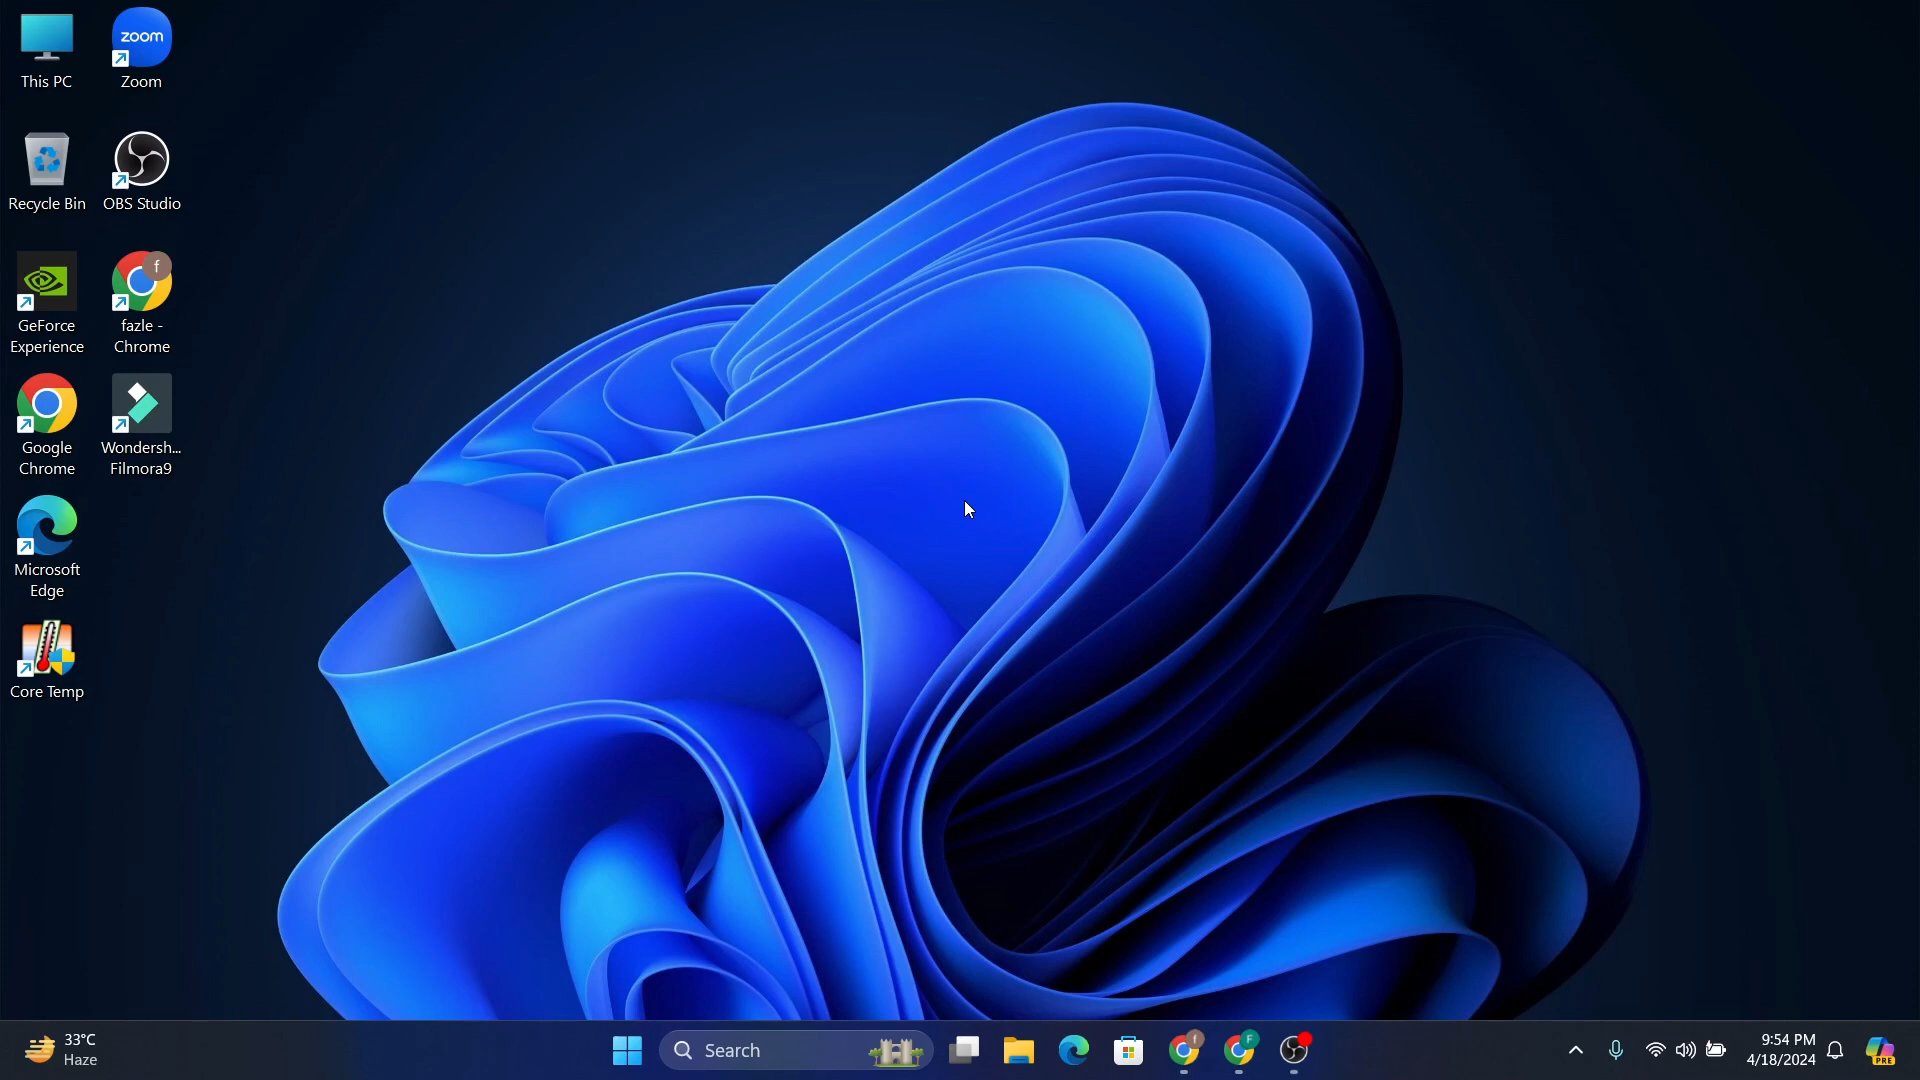 This PC
zoom
Zoom
Recycle Bin
OBS Studio
GeForce
Experience
f
fazle -
Chrome
Google
Chrome
Wondersh...
Filmora9
Microsoft
Edge
Core Temp
33°C
Haze
Search
f
F
9:54 PM
4/18/2024
PRE